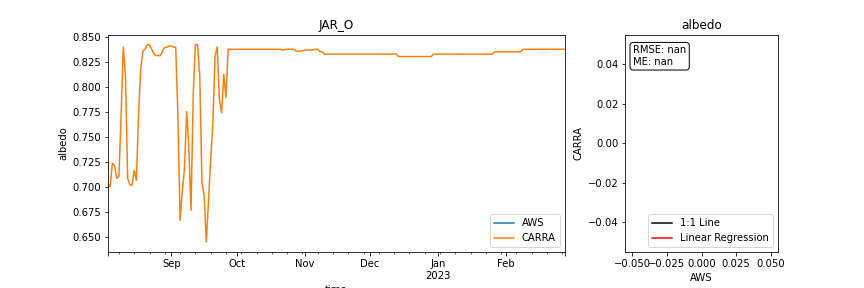 JAR_O
albedo
0.850
0.825
0.800
0.775
0.750
0.725
0.700
0.675
0.650
albedo
AWS
CARRA
Sep
Oct
Nov
Dec
Jan
2023
Feb
time
RMSE: nan
ME: nan
0.04
0.02
0.00
−0.02
−0.04
CARRA
1:1 Line
Linear Regression
−0.050
−0.025
0.000
0.025
0.050
AWS